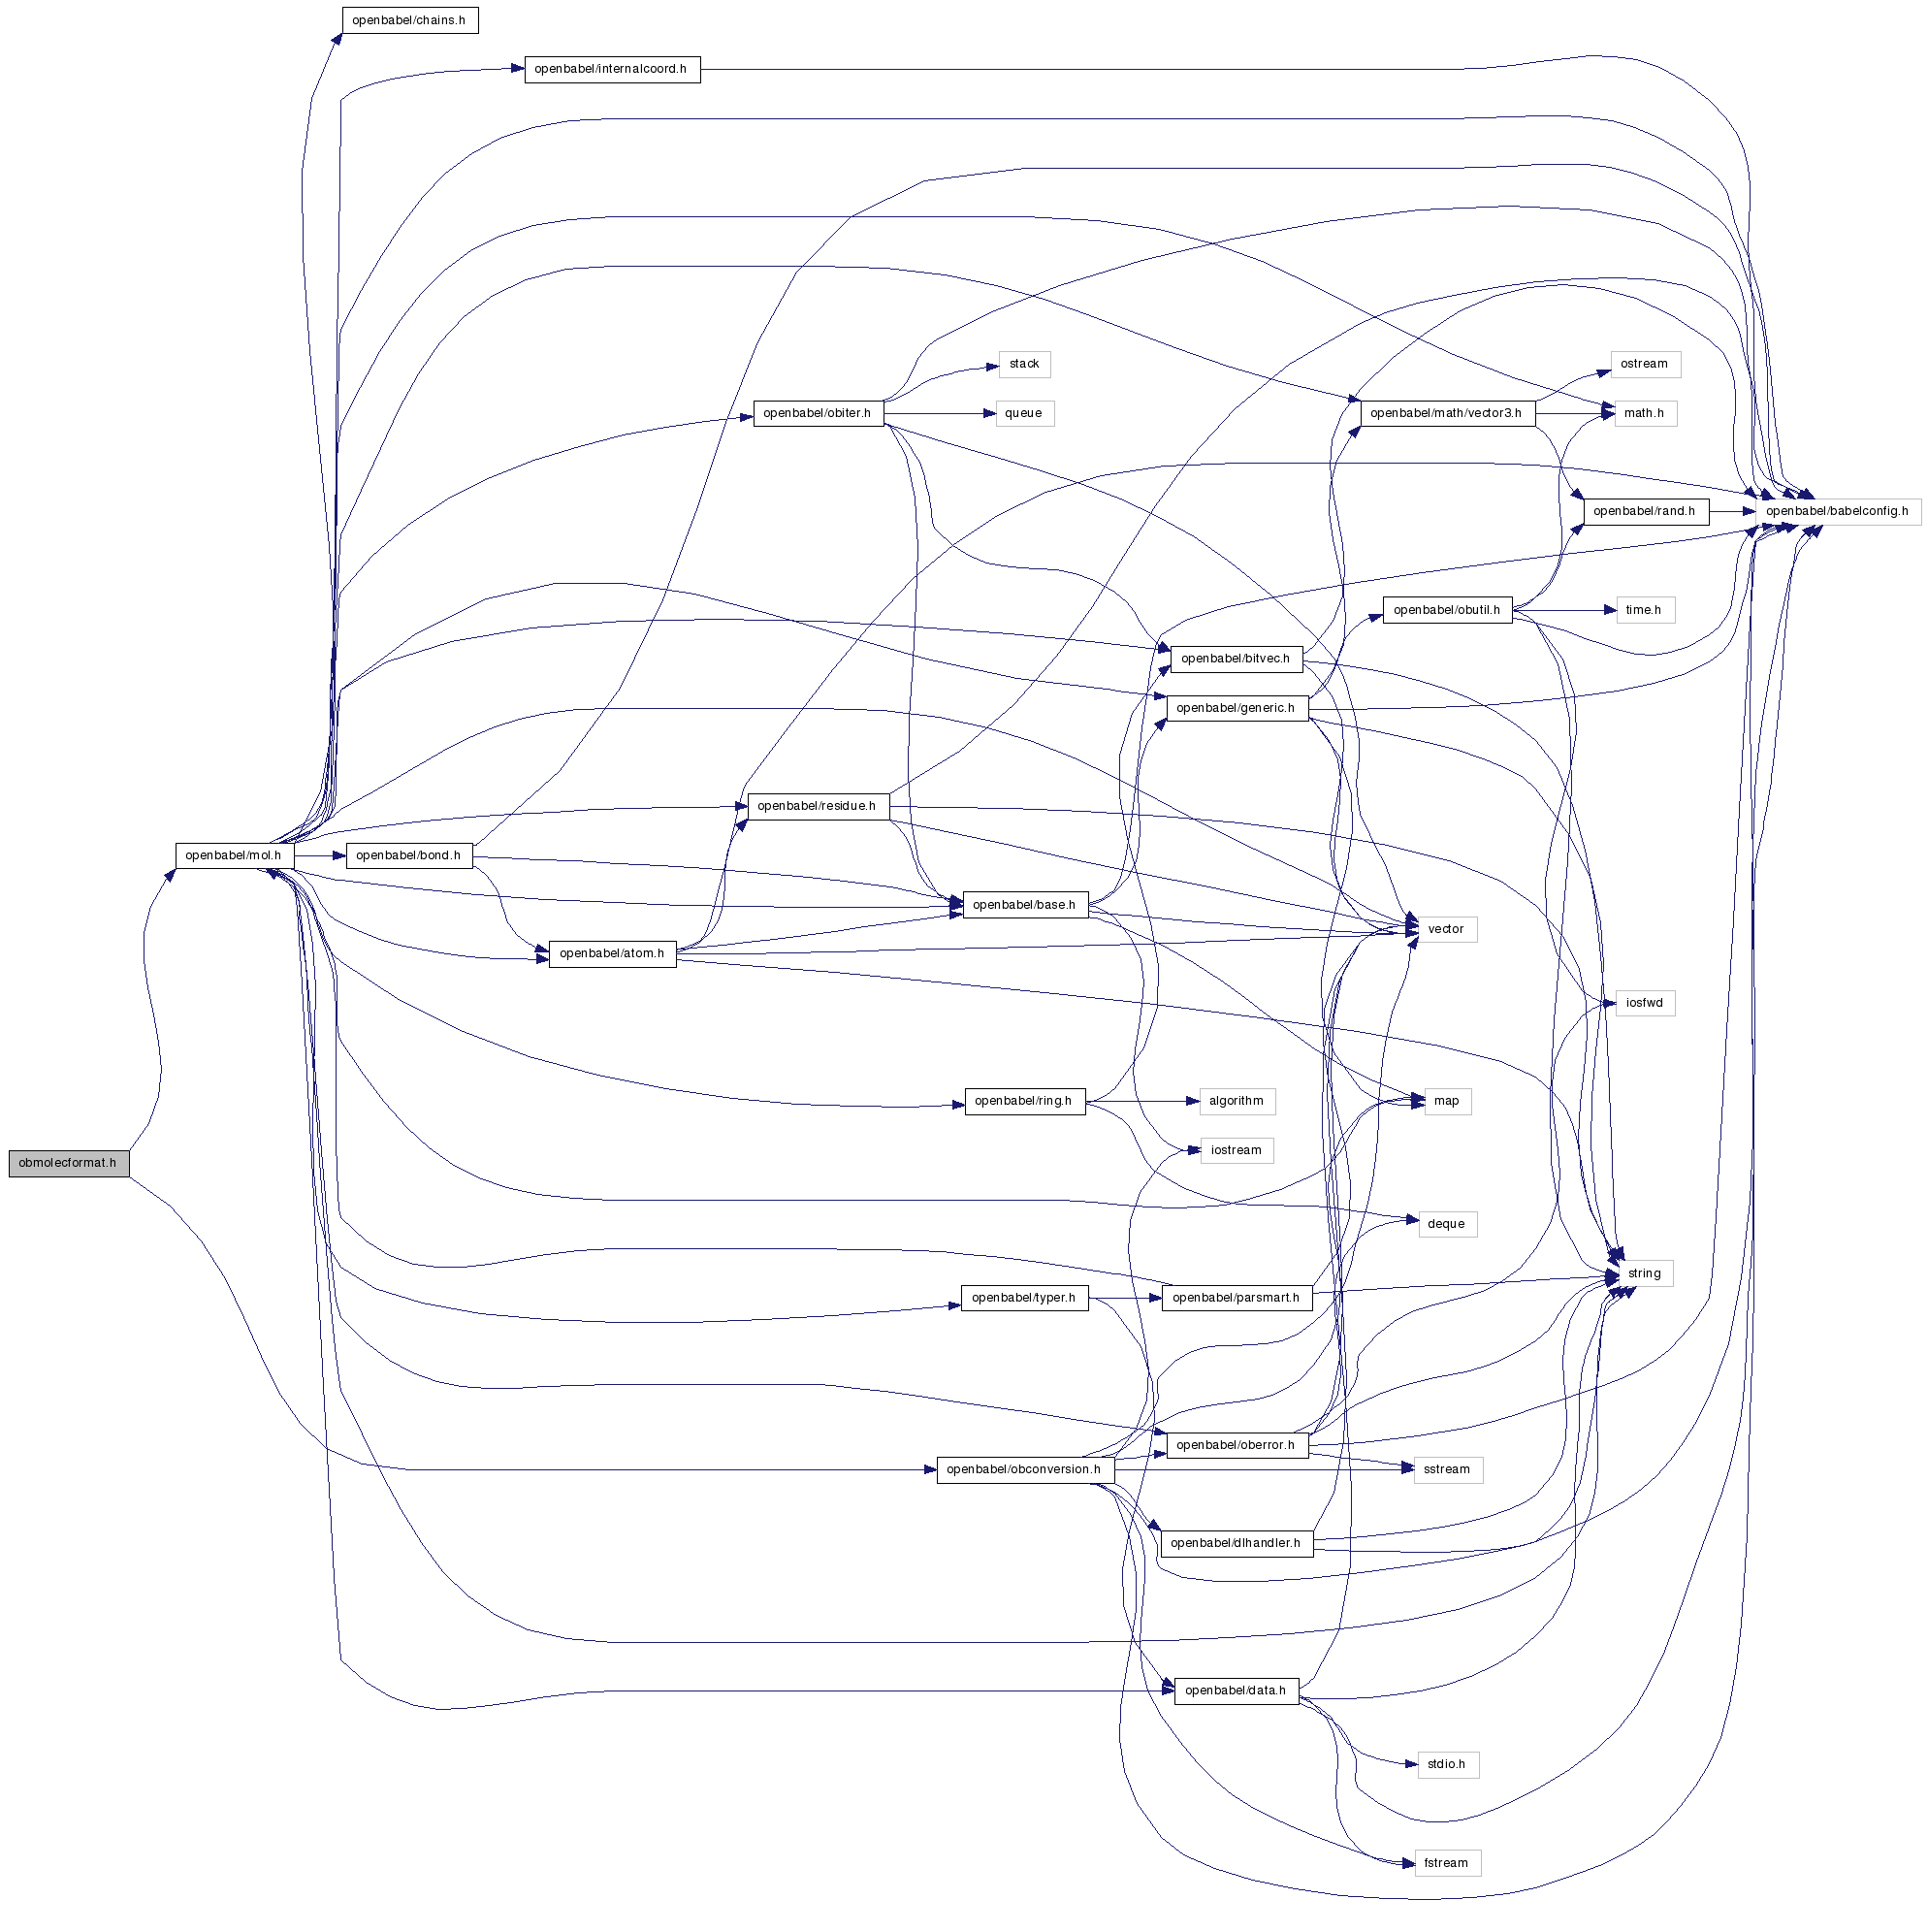 openbabel/chains.h
openbabel/internalcoord.h
stack
ostream
openbabel/obiter.h
queue
openbabel/math/vector3.h
math.h
openbabel/rand.h
openbabel/babelconfig.h
openbabel/obutil.h
time.h
openbabel/bitvec.h
openbabel/generic.h
openbabel/residue.h
openbabel/mol.h
openbabel/bond.h
openbabel/base.h
vector
openbabel/atom.h
iosfwd
openbabel/ring.h
algorithm
map
iostream
obmolecformat.h
deque
string
openbabel/typer.h
openbabel/parsmart.h
openbabel/oberror.h
openbabel/obconversion.h
sstream
openbabel/dlhandler.h
openbabel/data.h
stdio.h
fstream